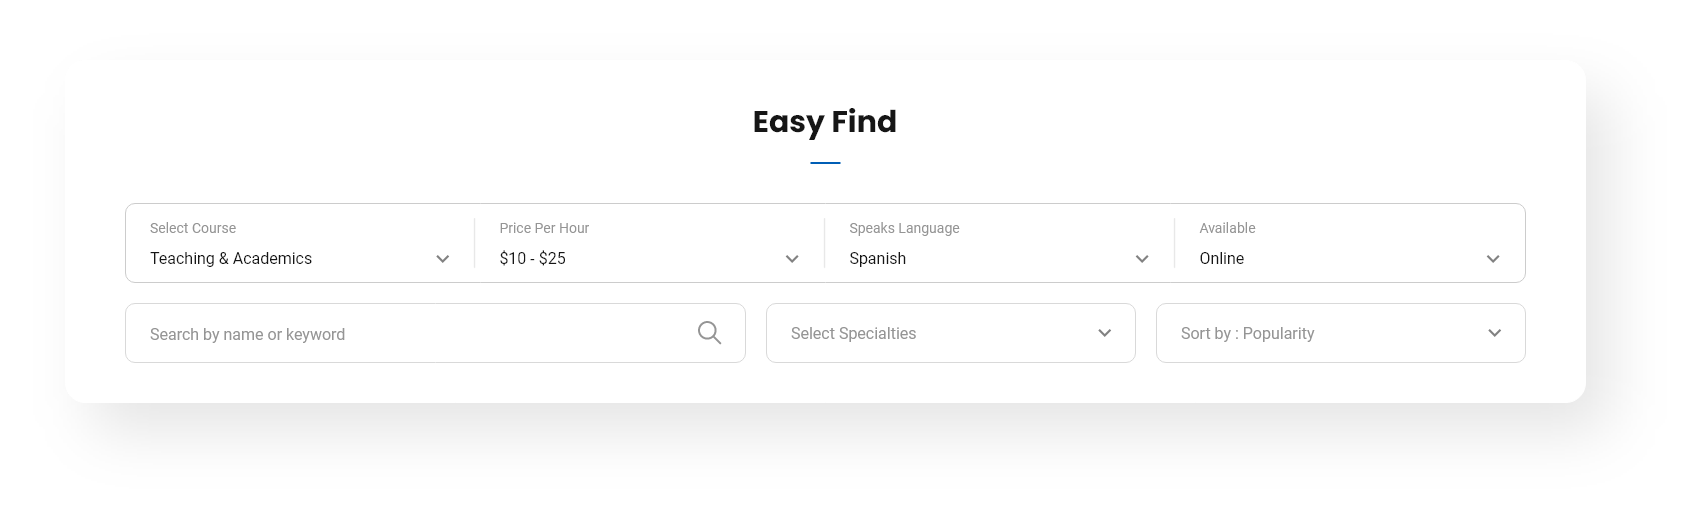 Easy Find
Select Course
Teaching & Academics
Price Per Hour
$10 - $25
Speaks Language
Spanish
Available
Online
Search by name or keyword
Select Specialties
Sort by : Popularity